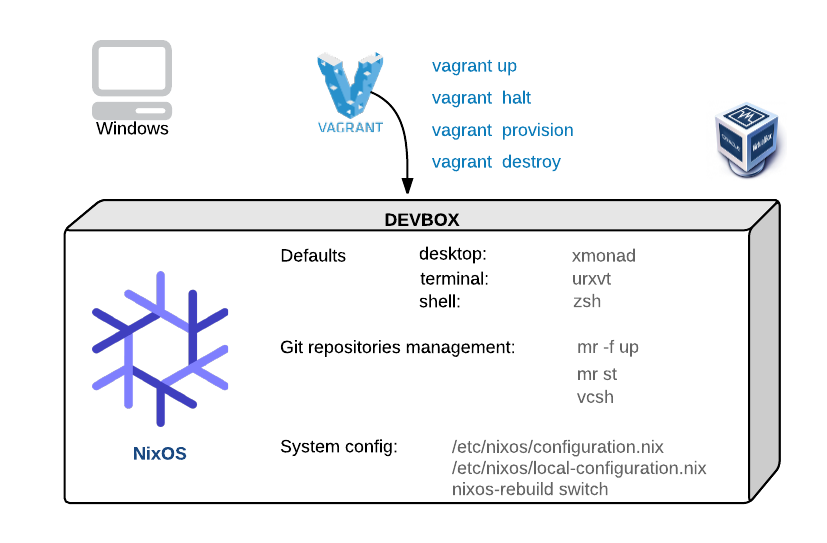 Windows
VAGRANT
vagrant up
vagrant halt
vagrant provision
vagrant destroy
DEVBOX
Defaults desktop: xmonad
terminal: urxvt
shell: zsh
Git repositories management: mr -f up
mr st
vcsh
NixOS
System config: /etc/nixos/configuration.nix
/etc/nixos/local-configuration.nix
nixos-rebuild switch